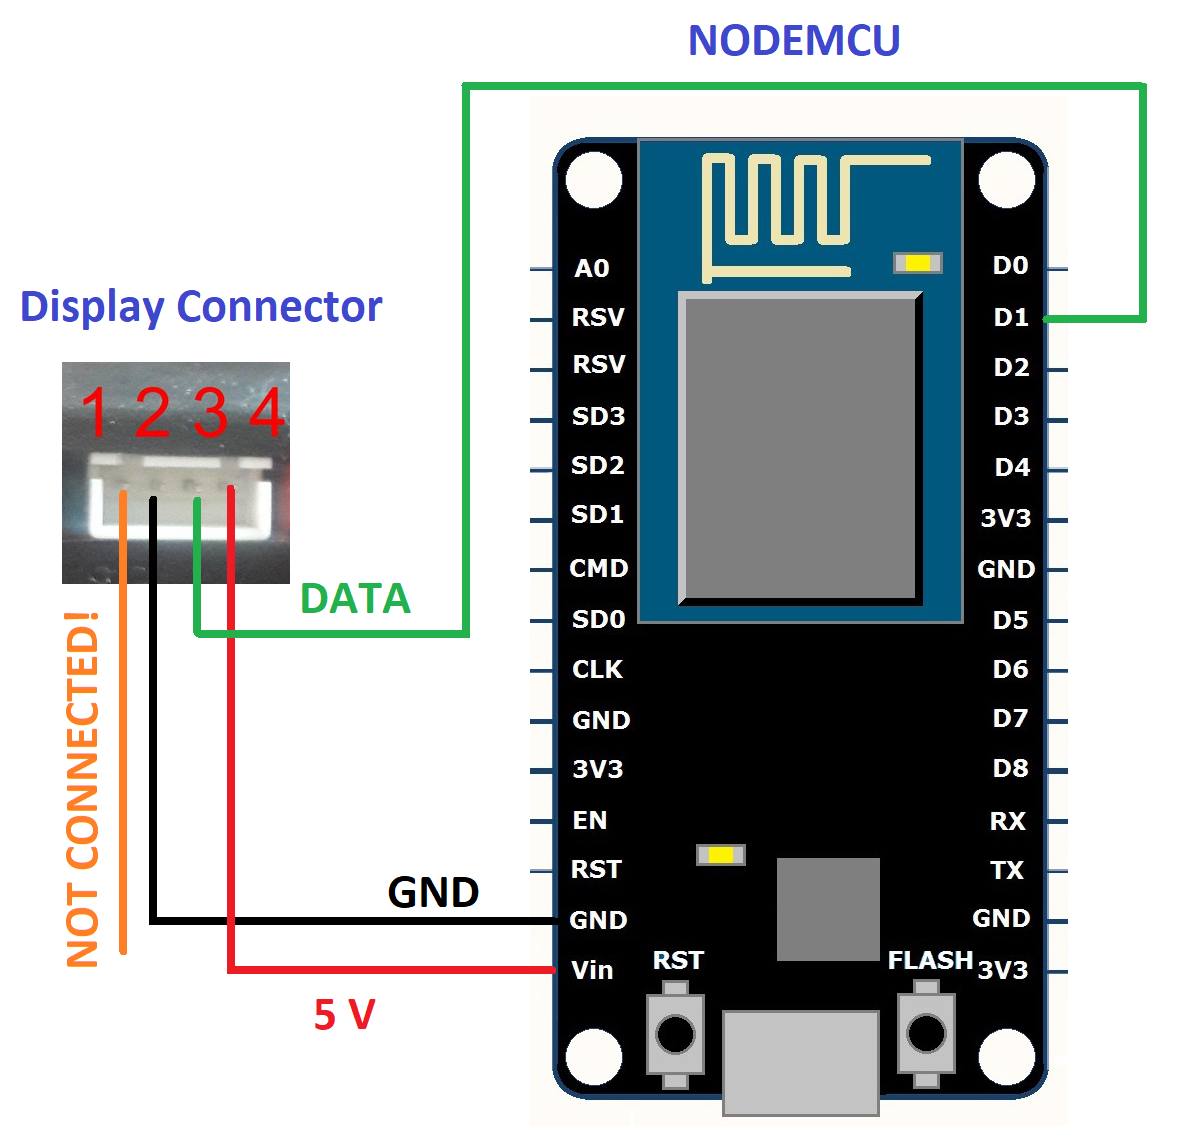 NODEMCU
Display Connector
1 2 3 4
DATA
NOT CONNECTED!
GND
5 V
A0
RSV
RSV
SD3
SD2
SD1
CMD
SD0
CLK
GND
3V3
EN
RST
GND
Vin
D0
D1
D2
D3
D4
3V3
GND
D5
D6
D7
D8
RX
TX
GND
3V3
RST
FLASH